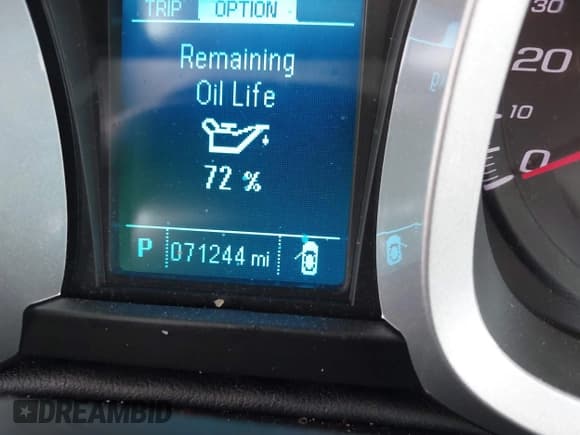 TRIP OPTION
Remaining
Oil Life
72 %
P 071244 mi
30
20
10
0
DREAMBID